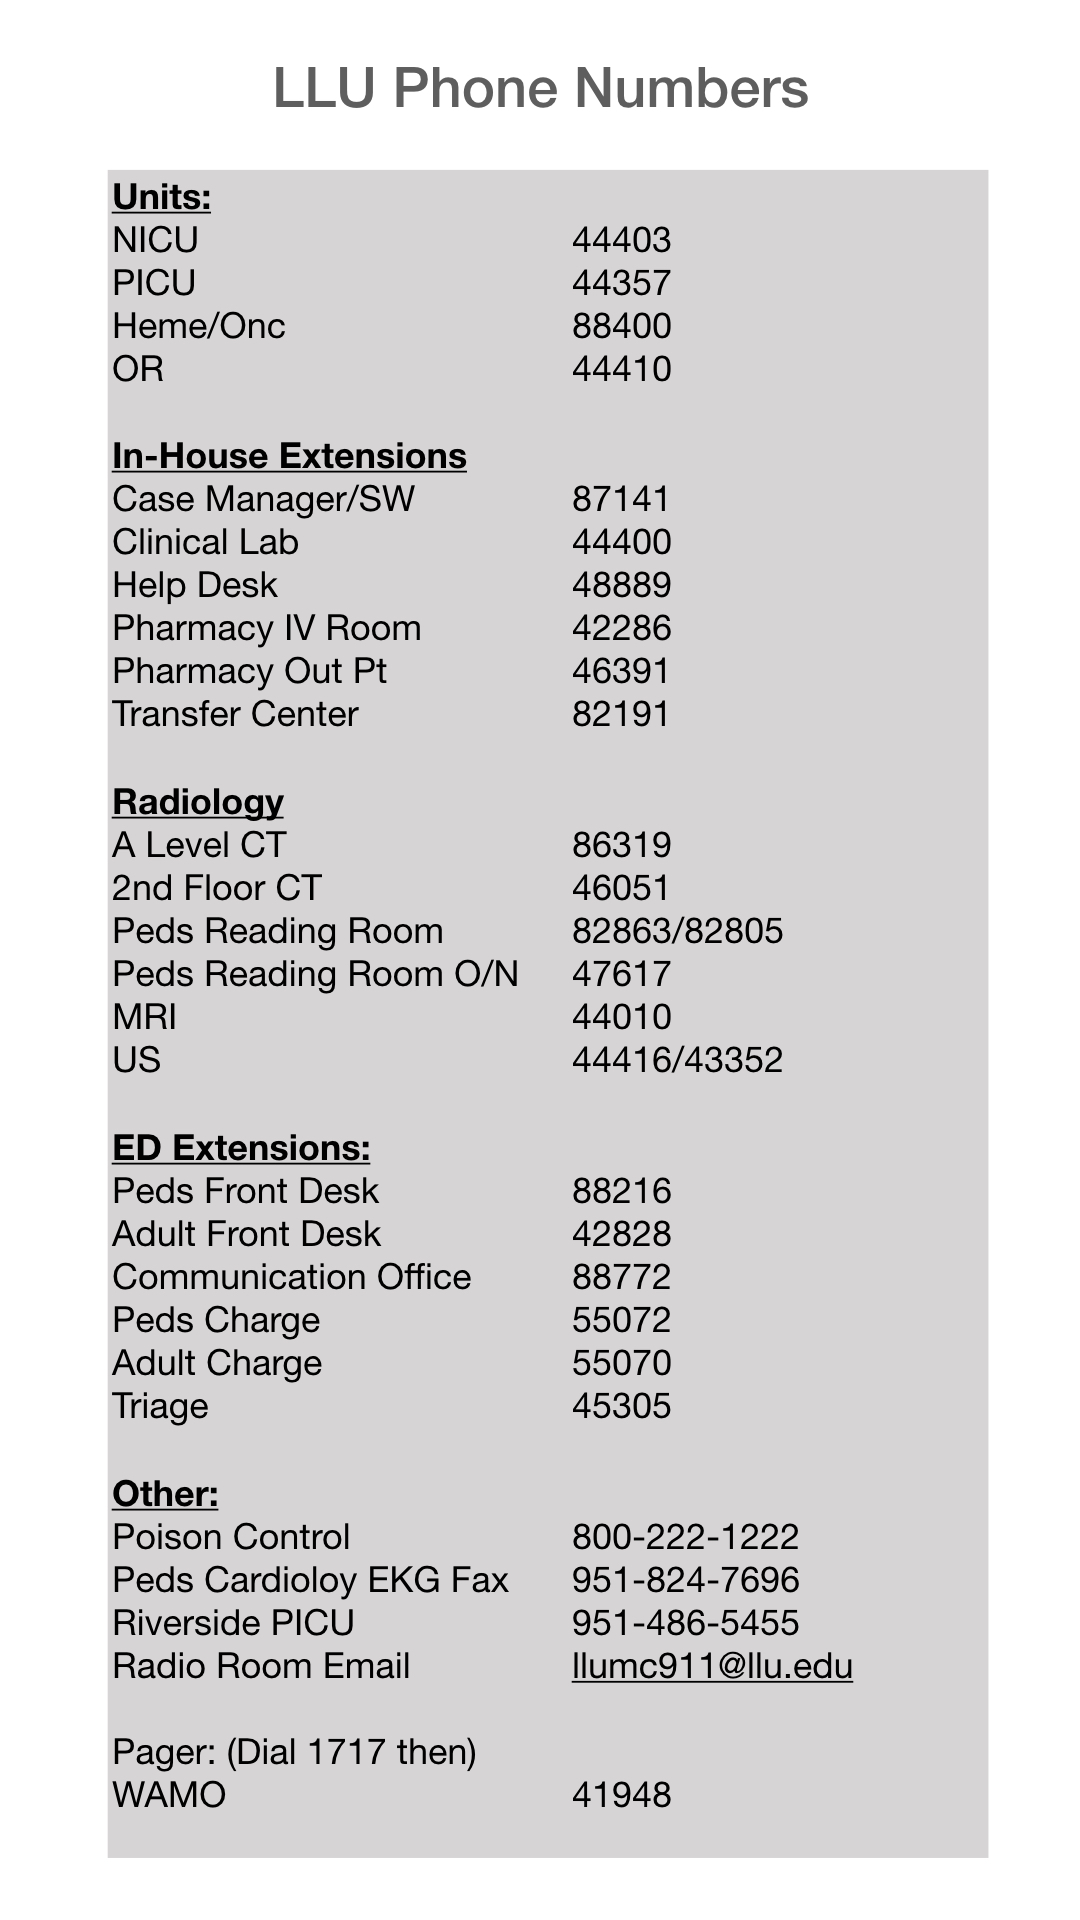 LLU Phone Numbers
Units:
NICU 44403
PICU 44357
Heme/Onc 88400
OR 44410
In-House Extensions
Case Manager/SW 87141
Clinical Lab 44400
Help Desk 48889
Pharmacy IV Room 42286
Pharmacy Out Pt 46391
Transfer Center 82191
Radiology
A Level CT 86319
2nd Floor CT 46051
Peds Reading Room 82863/82805
Peds Reading Room O/N 47617
MRI 44010
US 44416/43352
ED Extensions:
Peds Front Desk 88216
Adult Front Desk 42828
Communication Office 88772
Peds Charge 55072
Adult Charge 55070
Triage 45305
Other:
Poison Control 800-222-1222
Peds Cardioloy EKG Fax 951-824-7696
Riverside PICU 951-486-5455
Radio Room Email llumc911@llu.edu
Pager: (Dial 1717 then)
WAMO 41948